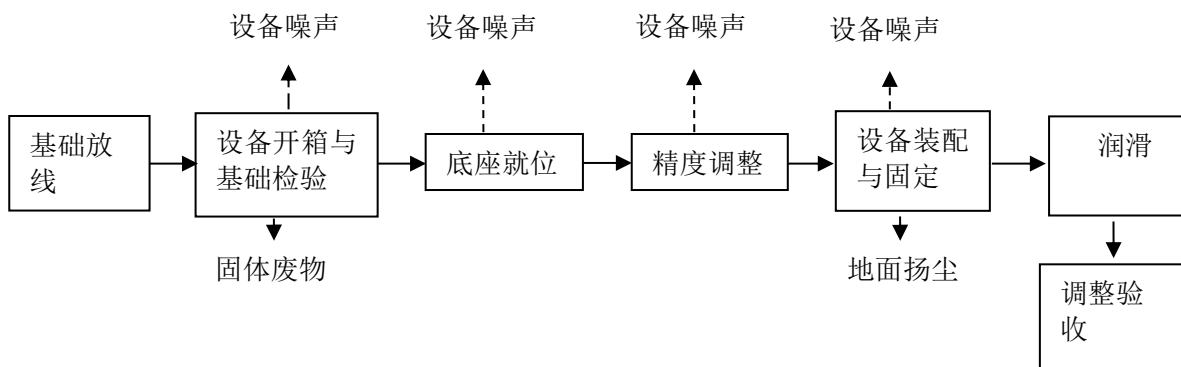 设备噪声
设备噪声
设备噪声
设备噪声
基础放
线
设备开箱与
基础检验
底座就位
精度调整
设备装配
与固定
润滑
固体废物
地面扬尘
调整验
收